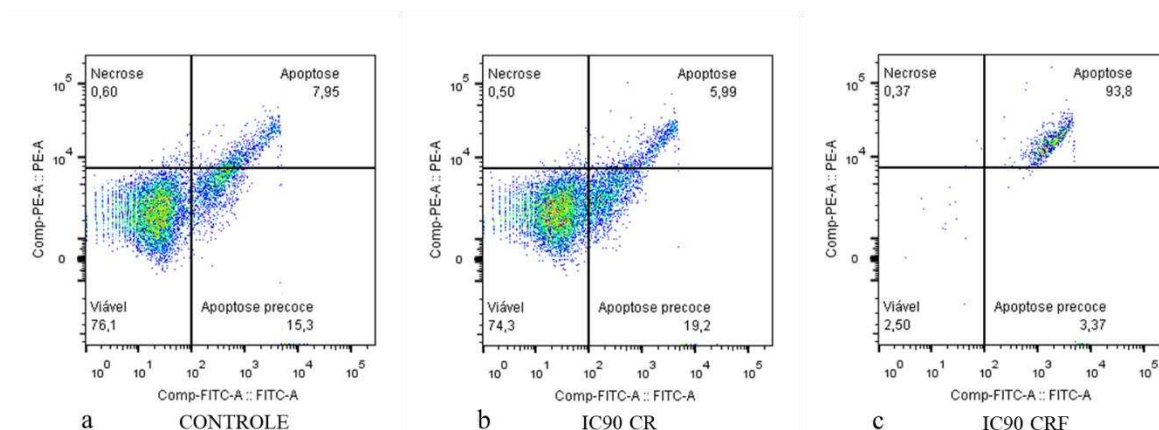 Necrose
0,60
Apoptose
7,95
Viável
76,1
Apoptose precoce
15,3
10^5
10^4
0
Comp-PE-A :: PE-A
10^0 10^1 10^2 10^3 10^4 10^5
Comp-FITC-A :: FITC-A
a CONTROLE
Necrose
0,50
Apoptose
5,99
Viável
74,3
Apoptose precoce
19,2
10^5
10^4
0
Comp-PE-A :: PE-A
10^0 10^1 10^2 10^3 10^4 10^5
Comp-FITC-A :: FITC-A
b IC90 CR
Necrose
0,37
Apoptose
93,8
Viável
2,50
Apoptose precoce
3,37
10^5
10^4
0
Comp-PE-A :: PE-A
10^0 10^1 10^2 10^3 10^4 10^5
Comp-FITC-A :: FITC-A
c IC90 CRF